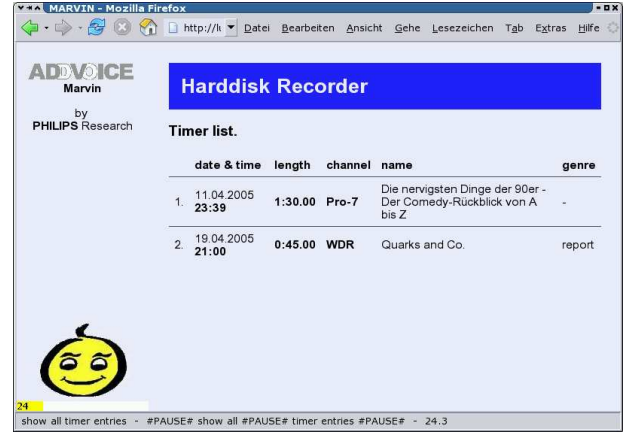 MARVIN - Mozilla Firefox
http://l Datei Bearbeiten Ansicht Gehe Lesezeichen Tab Extras Hilfe
ADDVOICE
Marvin
by
PHILIPS Research
Harddisk Recorder
Timer list.
date & time length channel name genre
1. 11.04.2005 23:39 1:30.00 Pro-7 Die nervigsten Dinge der 90er -
Der Comedy-Rückblick von A
bis Z -
2. 19.04.2005 21:00 0:45.00 WDR Quarks and Co. report
24
show all timer entries - #PAUSE# show all #PAUSE# timer entries #PAUSE# - 24.3